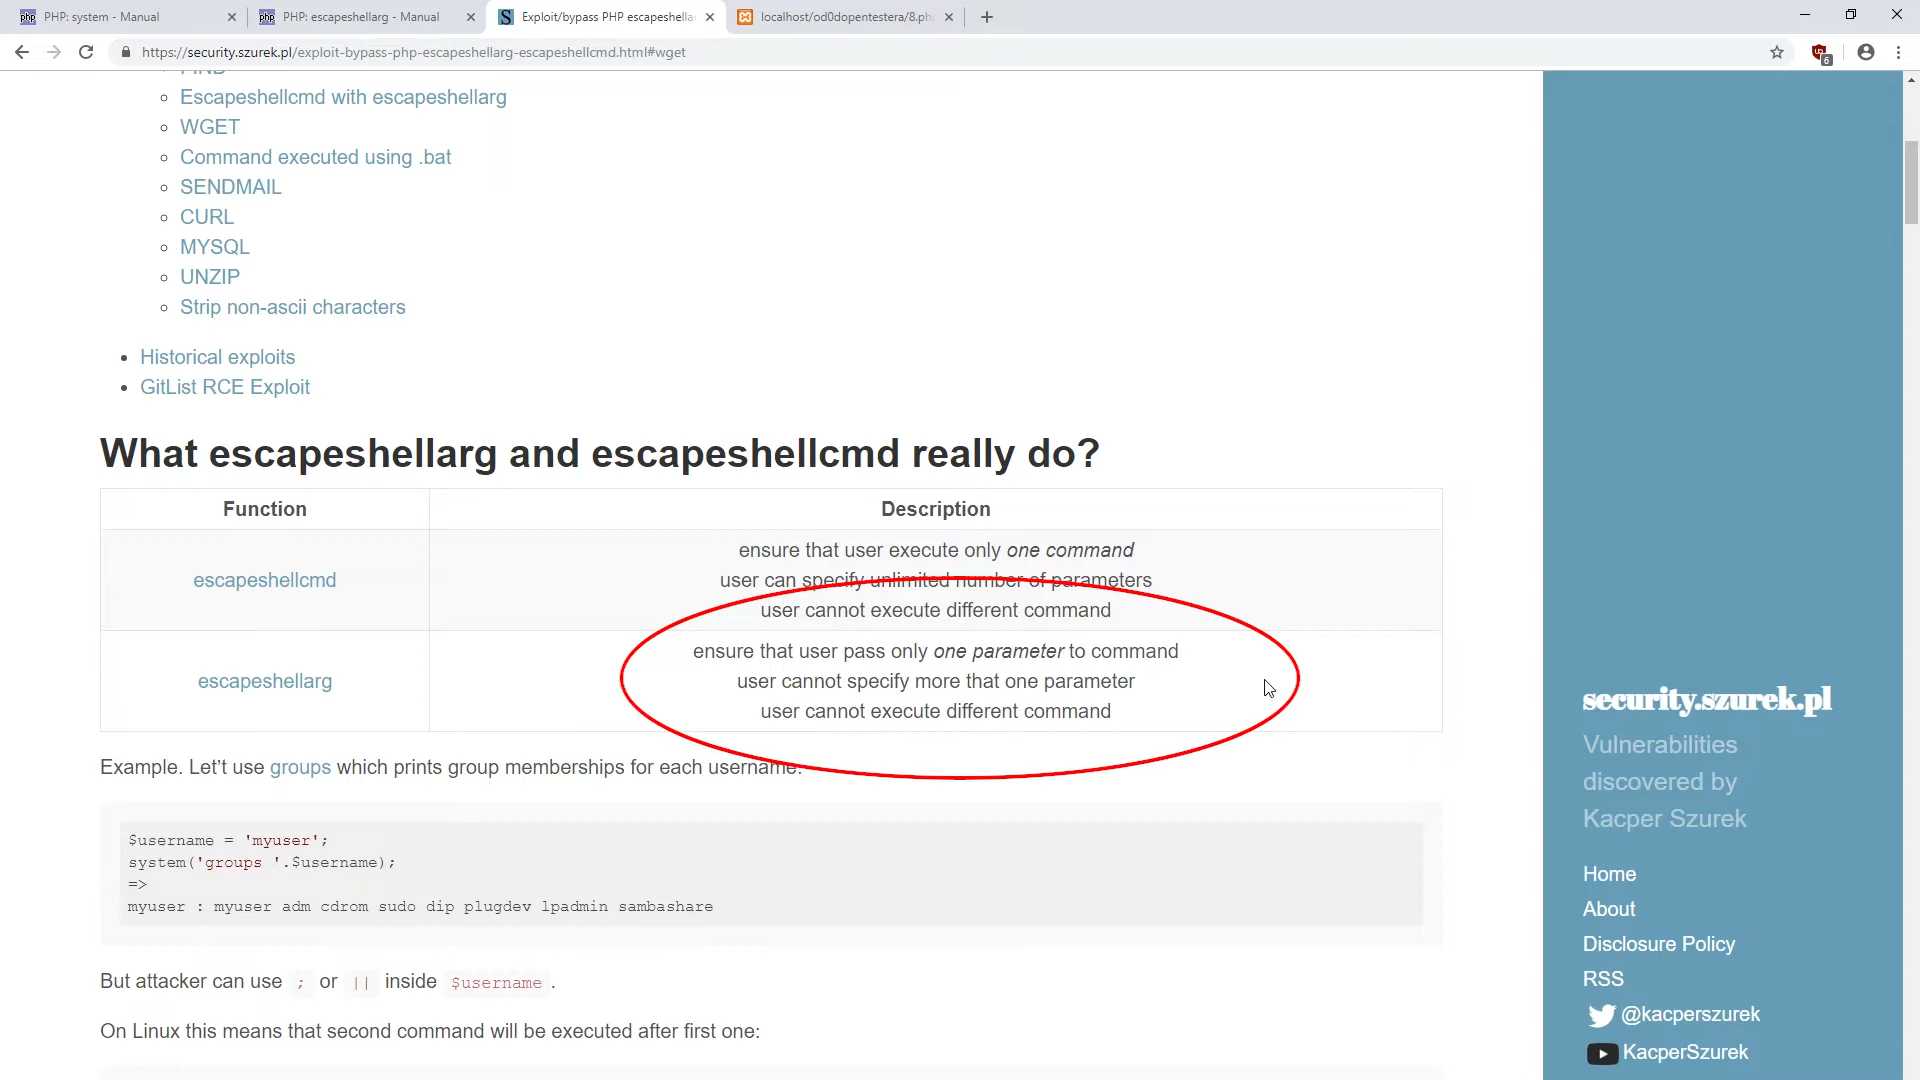 PHP: system - Manual
PHP: escapeshellarg - Manual
Exploit/bypass PHP escapeshella
localhost/od0dopentestera/8.ph
https://security.szurek.pl/exploit-bypass-php-escapeshellarg-escapeshellcmd.html#wget
6
FIND
Escapeshellcmd with escapeshellarg
WGET
Command executed using .bat
SENDMAIL
CURL
MYSQL
UNZIP
Strip non-ascii characters
Historical exploits
GitList RCE Exploit
What escapeshellarg and escapeshellcmd really do?
Function Description
escapeshellcmd
ensure that user execute only one command
user can specify unlimited number of parameters
user cannot execute different command
escapeshellarg
ensure that user pass only one parameter to command
user cannot specify more that one parameter
user cannot execute different command
Example. Let’s use groups which prints group memberships for each username.
$username = 'myuser';
system('groups '.$username);
=>
myuser : myuser adm cdrom sudo dip plugdev lpadmin sambashare
But attacker can use ; or || inside $username .
On Linux this means that second command will be executed after first one:
security.szurek.pl
Vulnerabilities
discovered by
Kacper Szurek
Home
About
Disclosure Policy
RSS
@kacperszurek
KacperSzurek